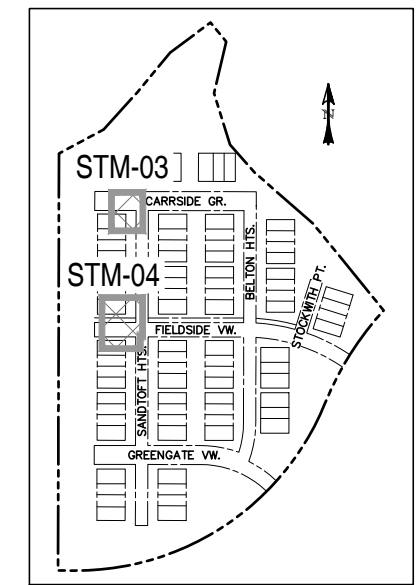 STM-03
CARRSIDE GR.
BELTON HTS.
STM-04
STOCKWITH PT.
FIELDSIDE VW.
SANDTOFT HTS.
GREENGATE VW.